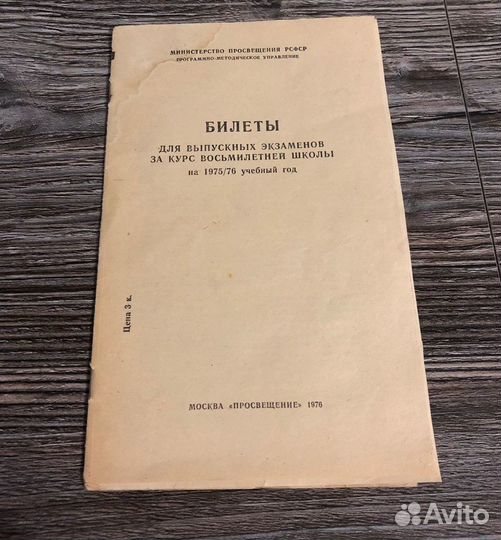 МИНИСТЕРСТВО ПРОСВЕЩЕНИЯ РСФСР
ПРОГРАММНО-МЕТОДИЧЕСКОЕ УПРАВЛЕНИЕ
БИЛЕТЫ
ДЛЯ ВЫПУСКНЫХ ЭКЗАМЕНОВ
ЗА КУРС ВОСЬМИЛЕТНЕЙ ШКОЛЫ
на 1975/76 учебный год
Цена 3 к.
МОСКВА «ПРОСВЕЩЕНИЕ» 1976
Avito